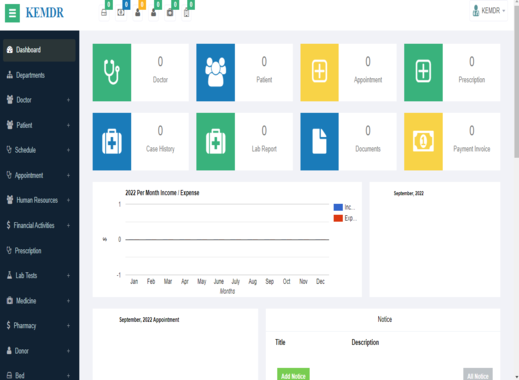 KEMDR
0 0 0 0 0 0
KEMDR
Dashboard
Departments
Doctor +
Patient +
Schedule +
Appointment +
Human Resources +
Financial Activities +
Prescription
Lab Tests +
Medicine +
Pharmacy +
Donor +
Bed +
0
Doctor
0
Patient
0
Appointment
0
Prescription
0
Case History
0
Lab Report
0
Documents
0
Payment Invoice
2022 Per Month Income / Expense
1
0
-1
Jan Feb Mar Apr May June July Aug Sep Oct Nov Dec
Months
Inc...
Exp...
September, 2022
September, 2022 Appointment
Notice
Title Description
Add Notice
All Notice